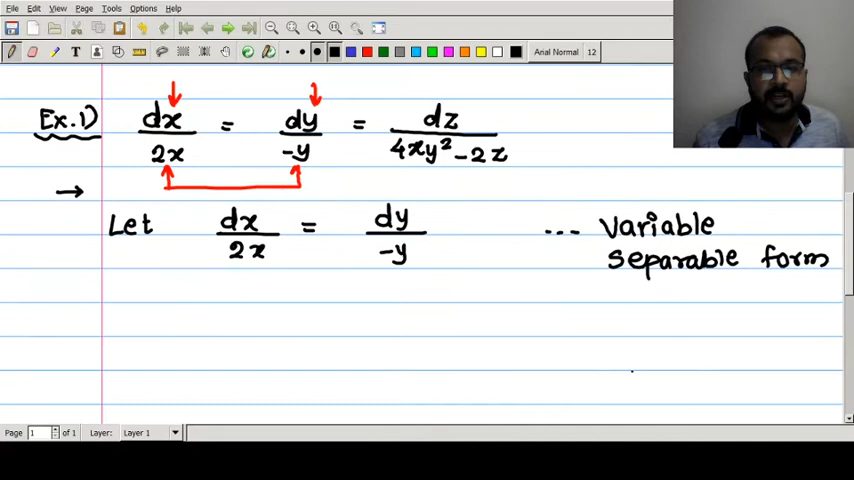 File Edit View Page Tools Options Help
T Arial Normal 12
Ex.1) dx/2x = dy/-y = dz/4xy²-2z
→
Let dx/2x = dy/-y ... Variable
separable form
Page 1 of 1 Layer: Layer 1